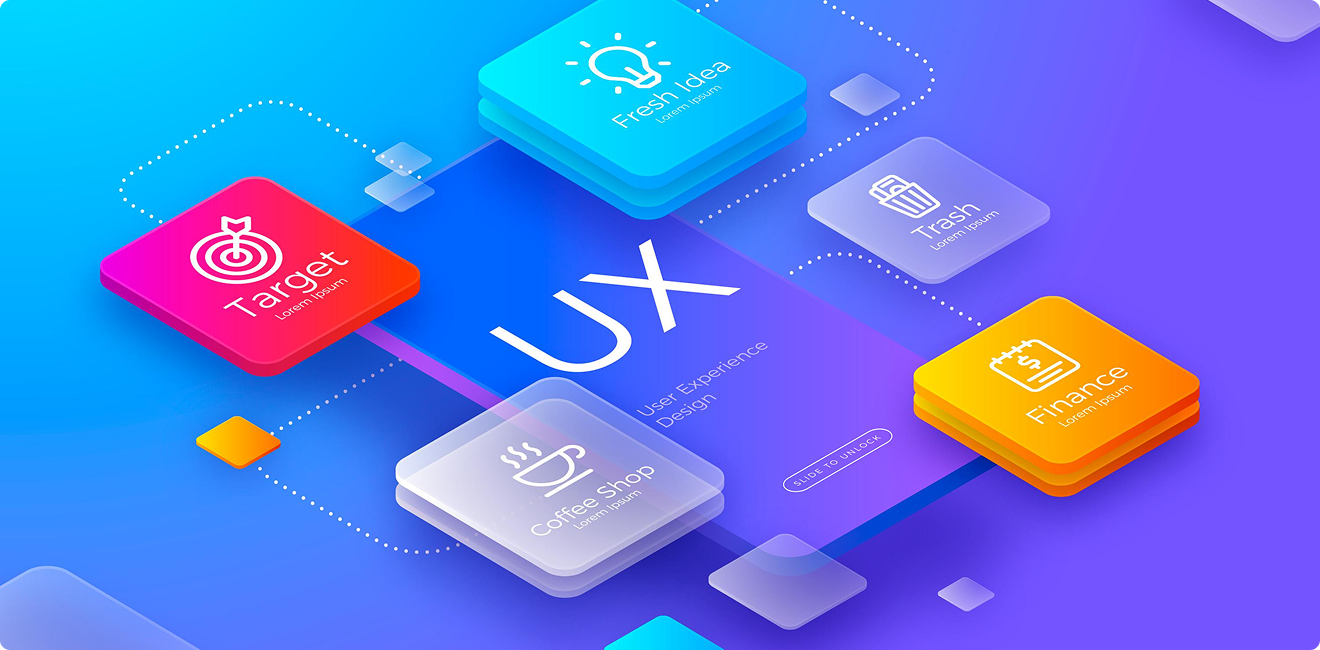 Fresh Idea
Lorem Ipsum
Trash
Lorem Ipsum
Target
Lorem Ipsum
UX
User Experience
Design
Finance
Lorem Ipsum
SLIDE TO UNLOCK
Coffee Shop
Lorem Ipsum